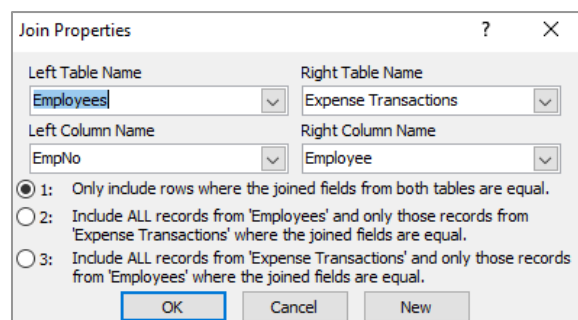 Join Properties ? X
Left Table Name Right Table Name
Employees Expense Transactions
Left Column Name Right Column Name
EmpNo Employee
1: Only include rows where the joined fields from both tables are equal.
2: Include ALL records from 'Employees' and only those records from
'Expense Transactions' where the joined fields are equal.
3: Include ALL records from 'Expense Transactions' and only those records
from 'Employees' where the joined fields are equal.
OK Cancel New